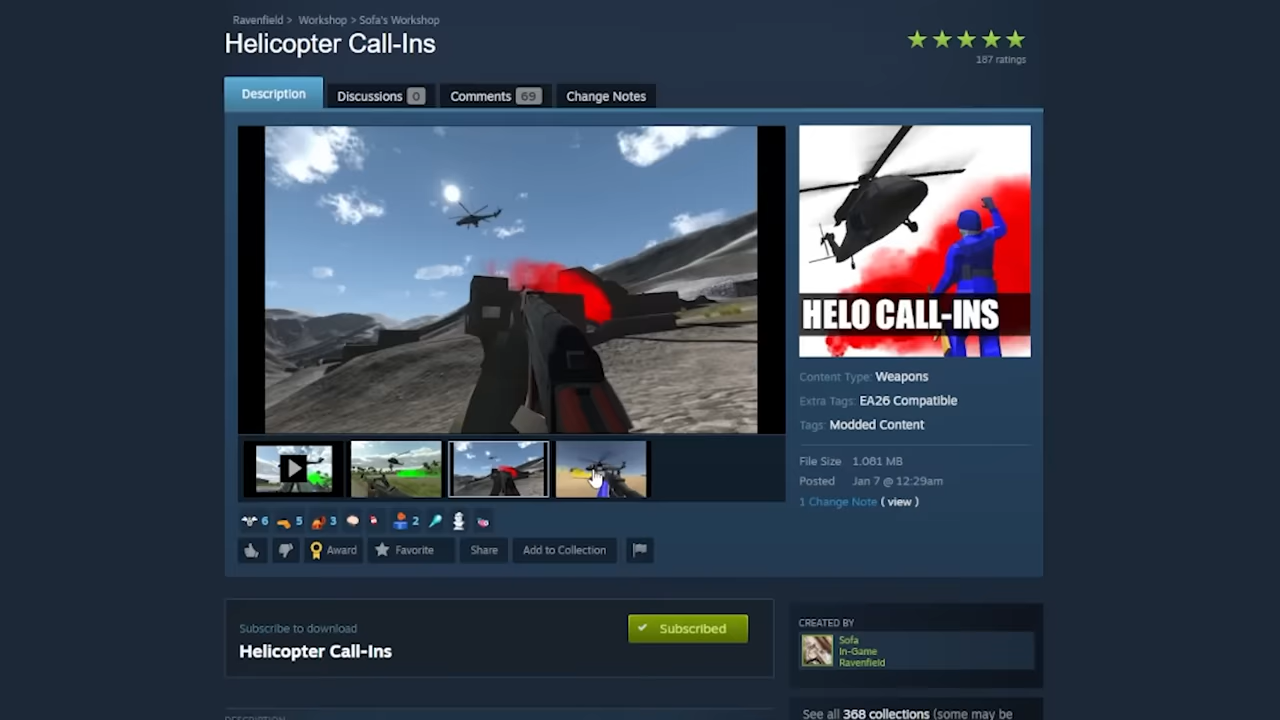 Ravenfield > Workshop > Sofa's Workshop
Helicopter Call-Ins
187 ratings
Description
Discussions 0
Comments 69
Change Notes
HELO CALL-INS
Content Type: Weapons
Extra Tags: EA26 Compatible
Tags: Modded Content
File Size 1.081 MB
Posted Jan 7 @ 12:29am
1 Change Note ( view )
6 5 3 2
Award
Favorite
Share
Add to Collection
Subscribe to download
Helicopter Call-Ins
Subscribed
CREATED BY
Sofa
In-Game
Ravenfield
See all 368 collections (some may be
DESCRIPTION